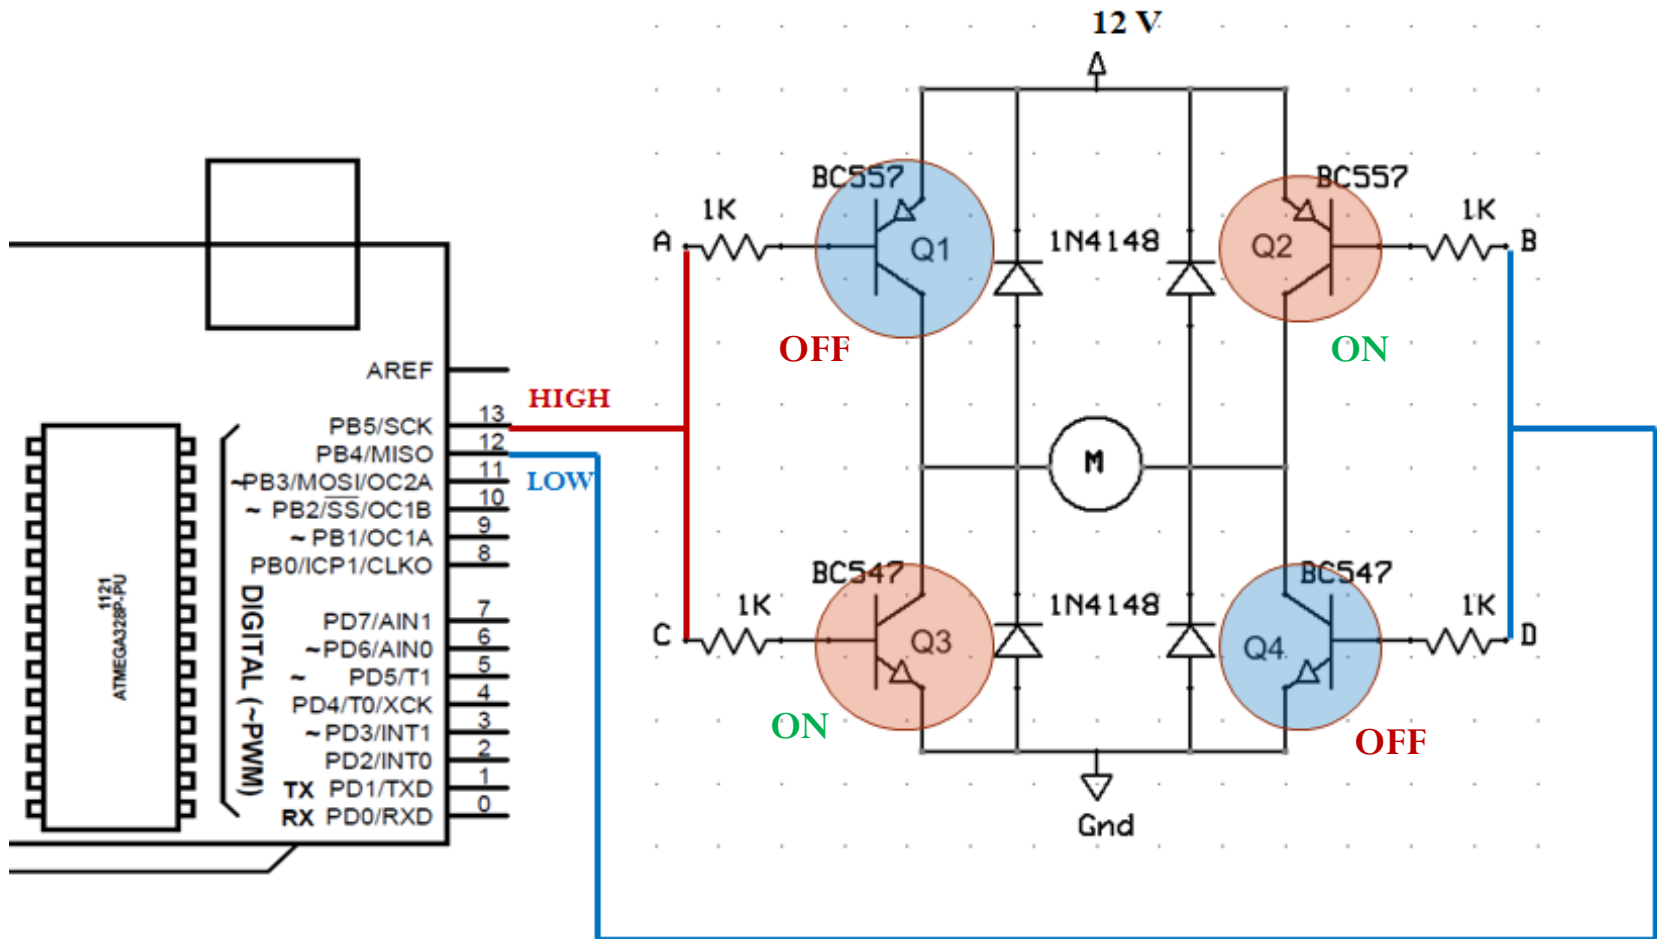 12 V
BC557
BC557
1K
1K
A
Q1
1N4148
Q2
B
OFF
ON
AREF
HIGH
PB5/SCK 13
PB4/MISO 12
LOW
~PB3/MOSI/OC2A 11
~ PB2/SS/OC1B 10
~ PB1/OC1A 9
PB0/ICP1/CLKO 8
M
BC547
BC547
1K
1N4148
1K
C
Q3
Q4
D
ON
OFF
PD7/AIN1 7
~PD6/AIN0 6
~ PD5/T1 5
PD4/T0/XCK 4
~PD3/INT1 3
PD2/INT0 2
TX PD1/TXD 1
RX PD0/RXD 0
DIGITAL (~PWM)
1121
ATMEGA328P-PU
Gnd